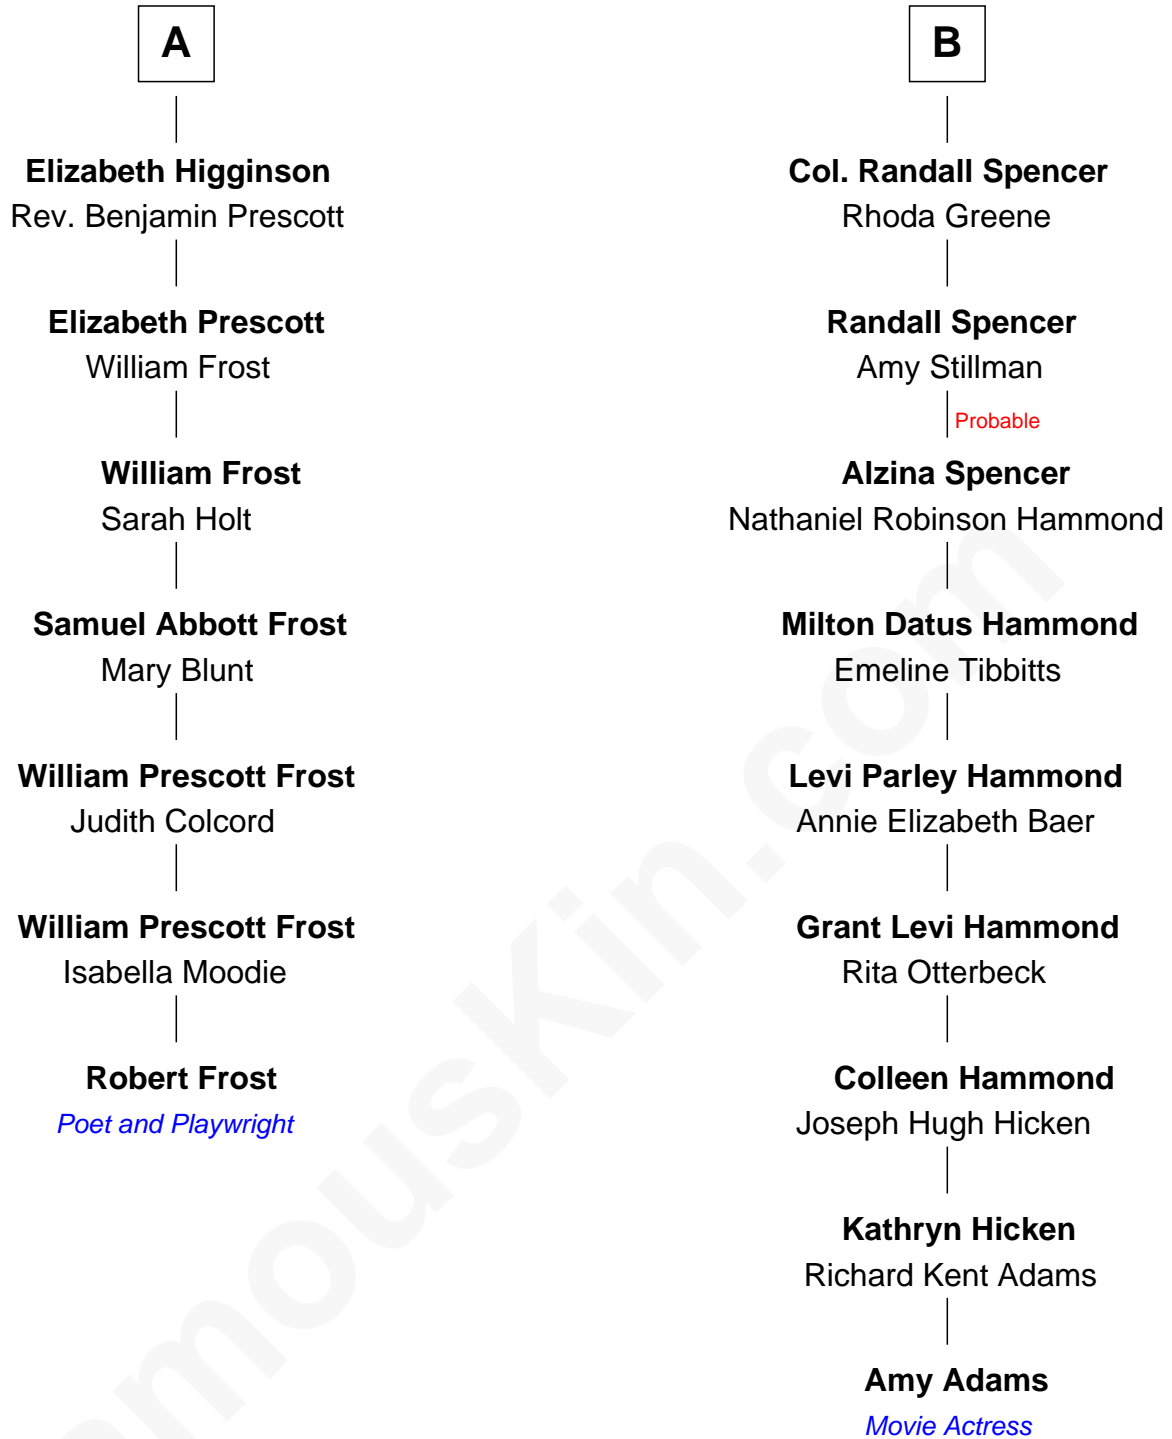 A
Elizabeth Higginson
Rev. Benjamin Prescott
Elizabeth Prescott
William Frost
William Frost
Sarah Holt
Samuel Abbott Frost
Mary Blunt
William Prescott Frost
Judith Colcord
William Prescott Frost
Isabella Moodie
Robert Frost
Poet and Playwright
B
Col. Randall Spencer
Rhoda Greene
Randall Spencer
Amy Stillman
Probable
Alzina Spencer
Nathaniel Robinson Hammond
Milton Datus Hammond
Emeline Tibbitts
Levi Parley Hammond
Annie Elizabeth Baer
Grant Levi Hammond
Rita Otterbeck
Colleen Hammond
Joseph Hugh Hicken
Kathryn Hicken
Richard Kent Adams
Amy Adams
Movie Actress
amousKin.com